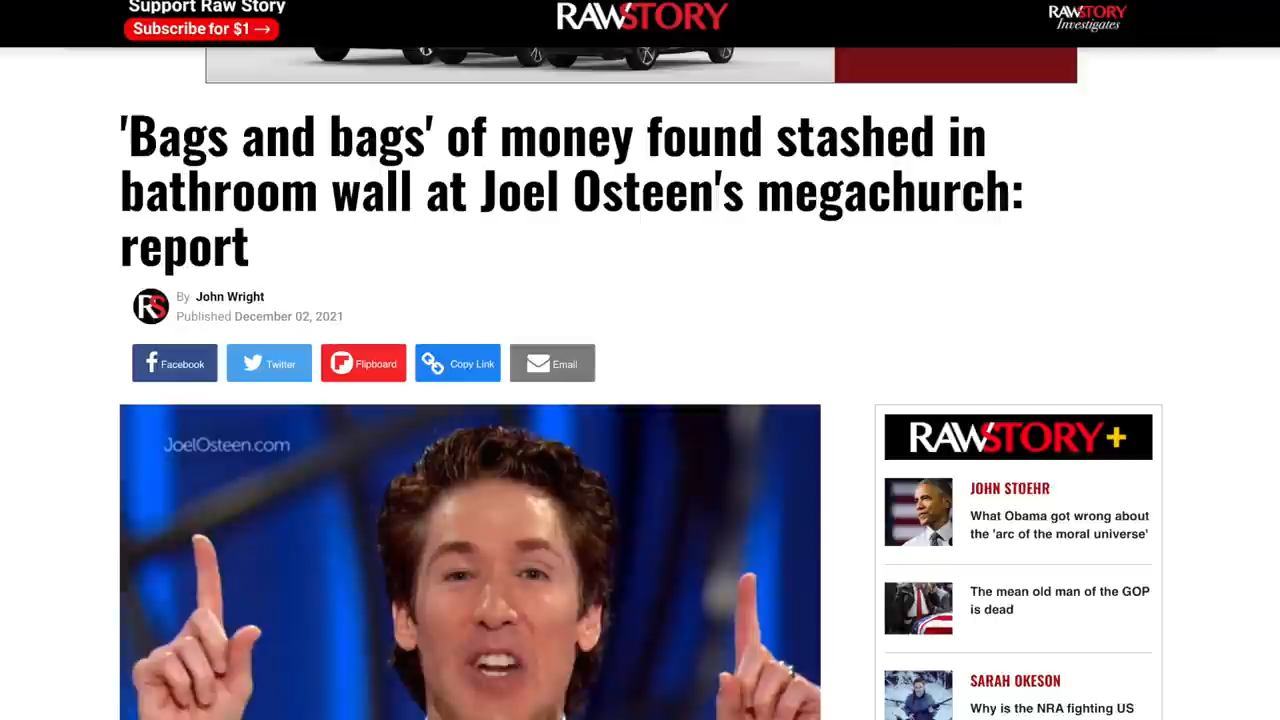 Support Raw Story
Subscribe for $1 →
RAWSTORY
RAWSTORY
Investigates
'Bags and bags' of money found stashed in
bathroom wall at Joel Osteen's megachurch:
report
RS
By John Wright
Published December 02, 2021
Facebook
Twitter
Flipboard
Copy Link
Email
JoelOsteen.com
RAWSTORY+
JOHN STOEHR
What Obama got wrong about
the 'arc of the moral universe'
The mean old man of the GOP
is dead
SARAH OKESON
Why is the NRA fighting US